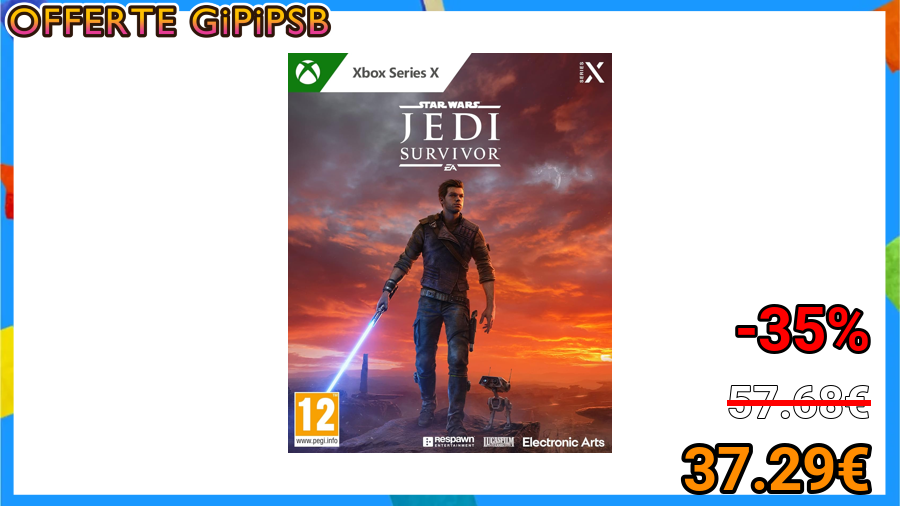 OFFERTE GiPiPSB
Xbox Series X
SERIES X
STAR WARS
JEDI
SURVIVOR
EA
12
www.pegi.info
Respawn
ENTERTAINMENT
LUCASFILM
Electronic Arts
-35%
57.68€
37.29€